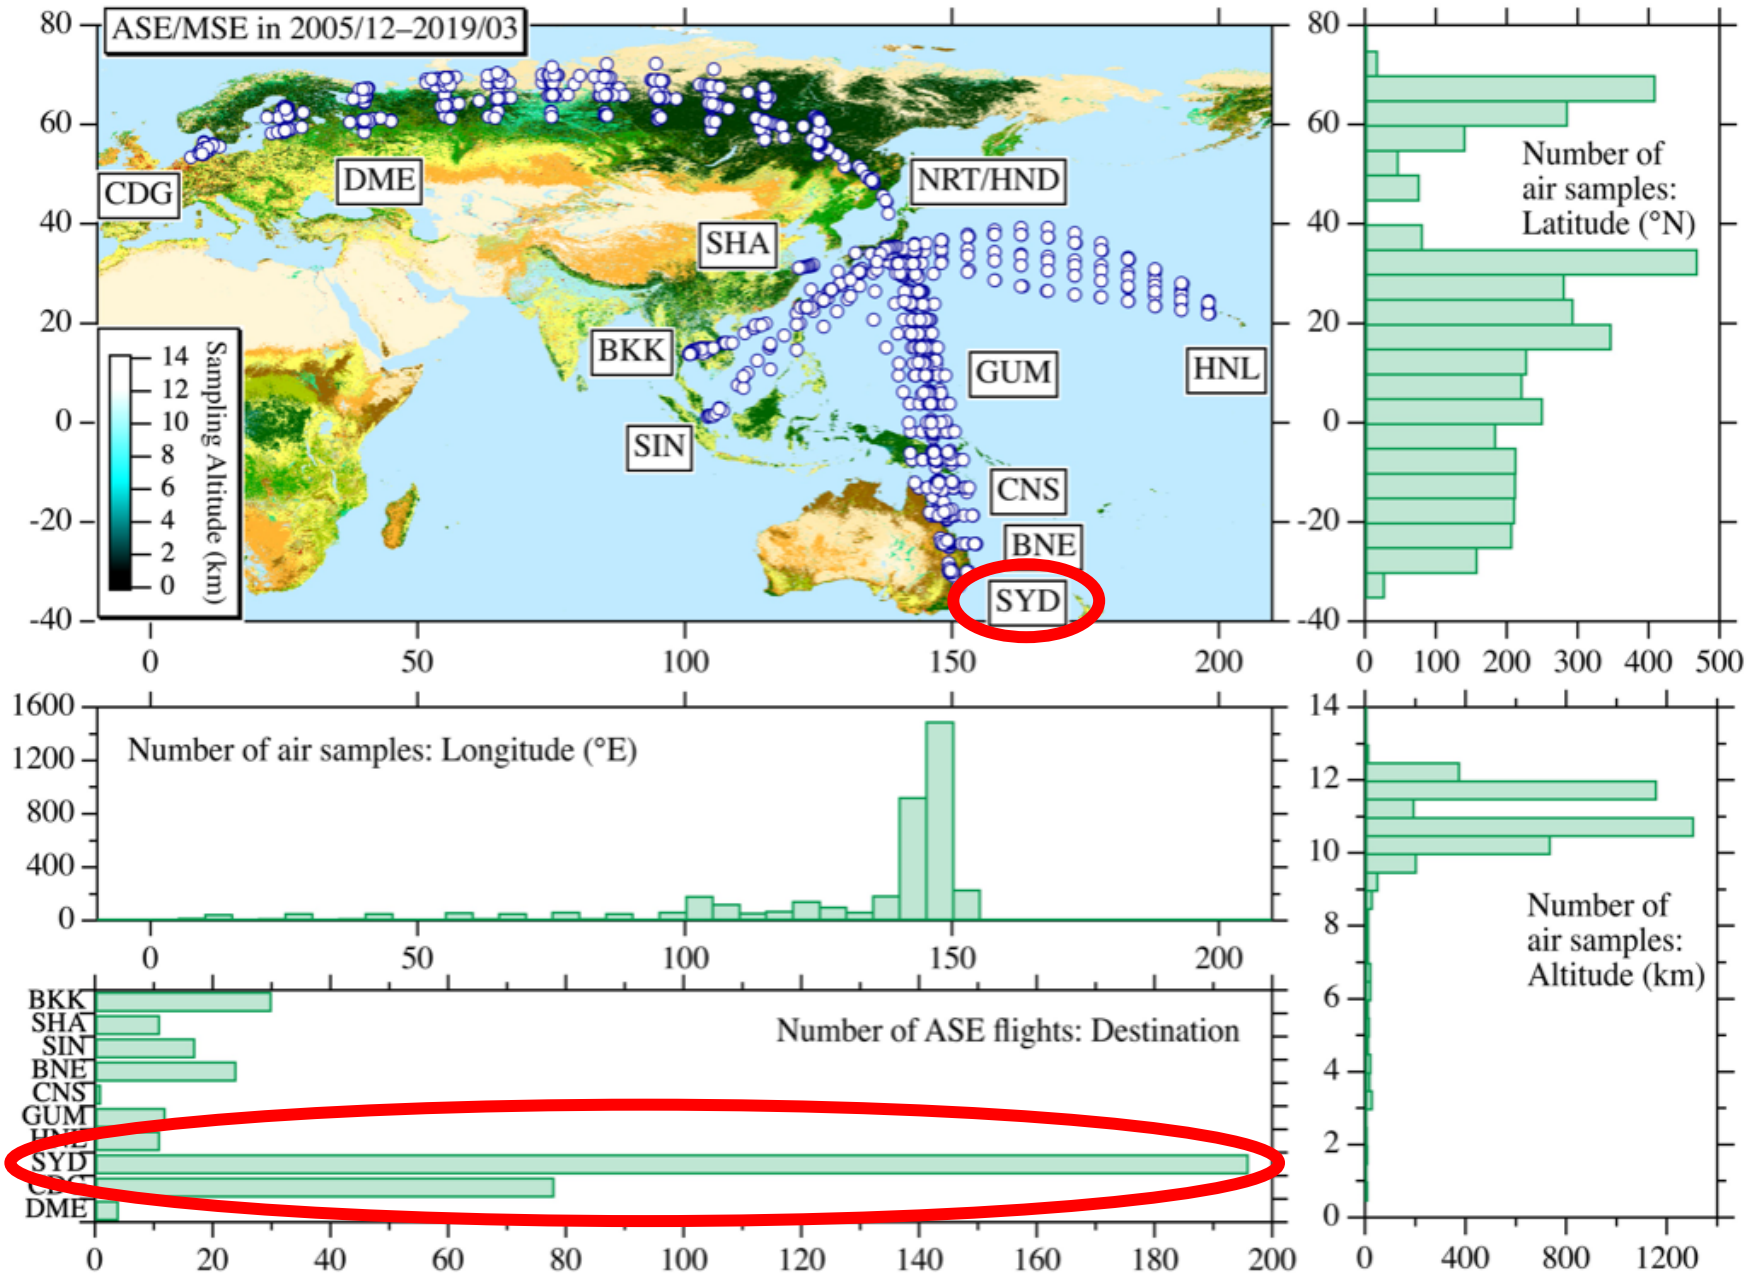 ASE/MSE in 2005/12–2019/03
80
60
40
20
0
-20
-40
CDG
DME
NRT/HND
SHA
BKK
GUM
HNL
SIN
CNS
BNE
SYD
14
12
10
8
6
4
2
0
Sampling Altitude (km)
0 50 100 150 200
80
60
40
20
0
-20
-40
Number of
air samples:
Latitude (°N)
0 100 200 300 400 500
1600
1200
800
400
0
Number of air samples: Longitude (°E)
0 50 100 150 200
14
12
10
8
6
4
2
0
Number of
air samples:
Altitude (km)
0 400 800 1200
BKK
SHA
SIN
BNE
CNS
GUM
HNL
SYD
CDG
DME
Number of ASE flights: Destination
0 20 40 60 80 100 120 140 160 180 200